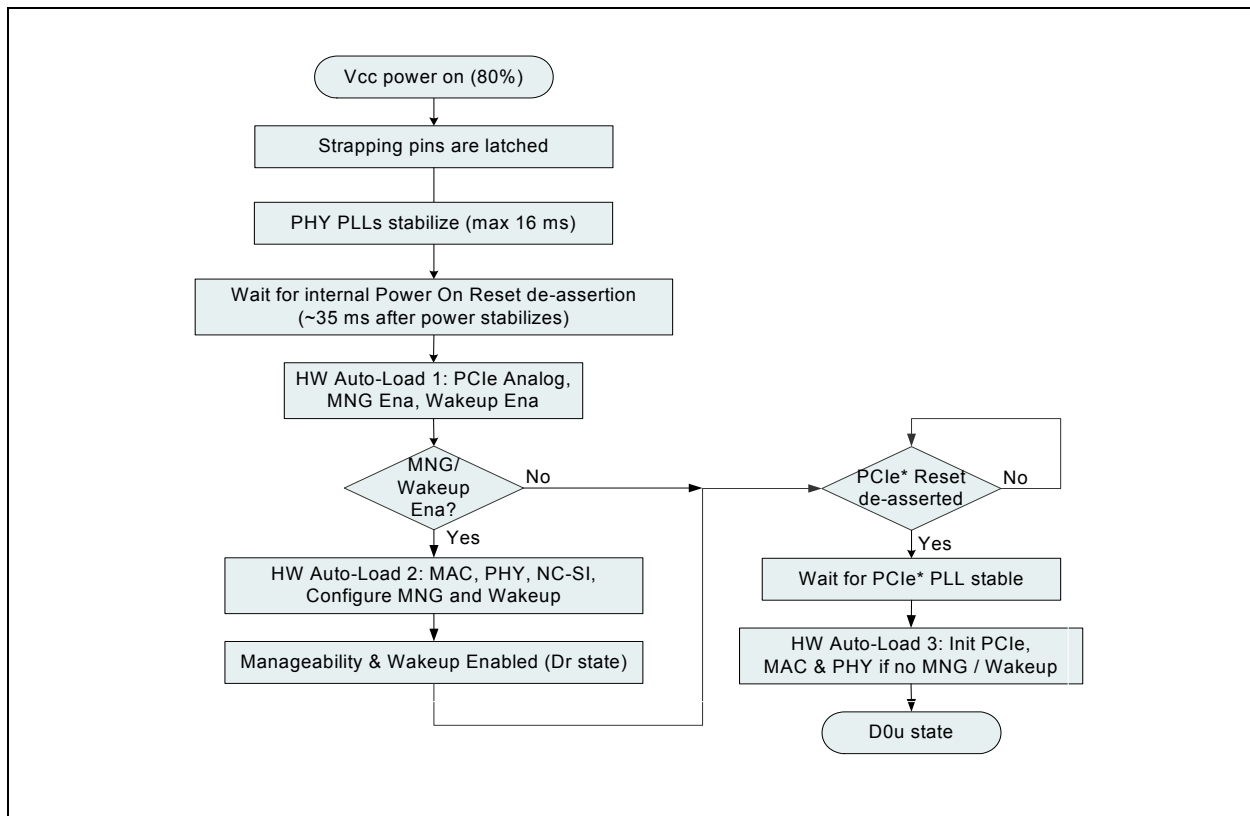 Vcc power on (80%)
Strapping pins are latched
PHY PLLs stabilize (max 16 ms)
Wait for internal Power On Reset de-assertion
(~35 ms after power stabilizes)
HW Auto-Load 1: PCIe Analog,
MNG Ena, Wakeup Ena
MNG/
Wakeup
Ena?
No
Yes
HW Auto-Load 2: MAC, PHY, NC-SI,
Configure MNG and Wakeup
Manageability & Wakeup Enabled (Dr state)
PCIe* Reset
de-asserted
No
Yes
Wait for PCIe* PLL stable
HW Auto-Load 3: Init PCIe,
MAC & PHY if no MNG / Wakeup
D0u state